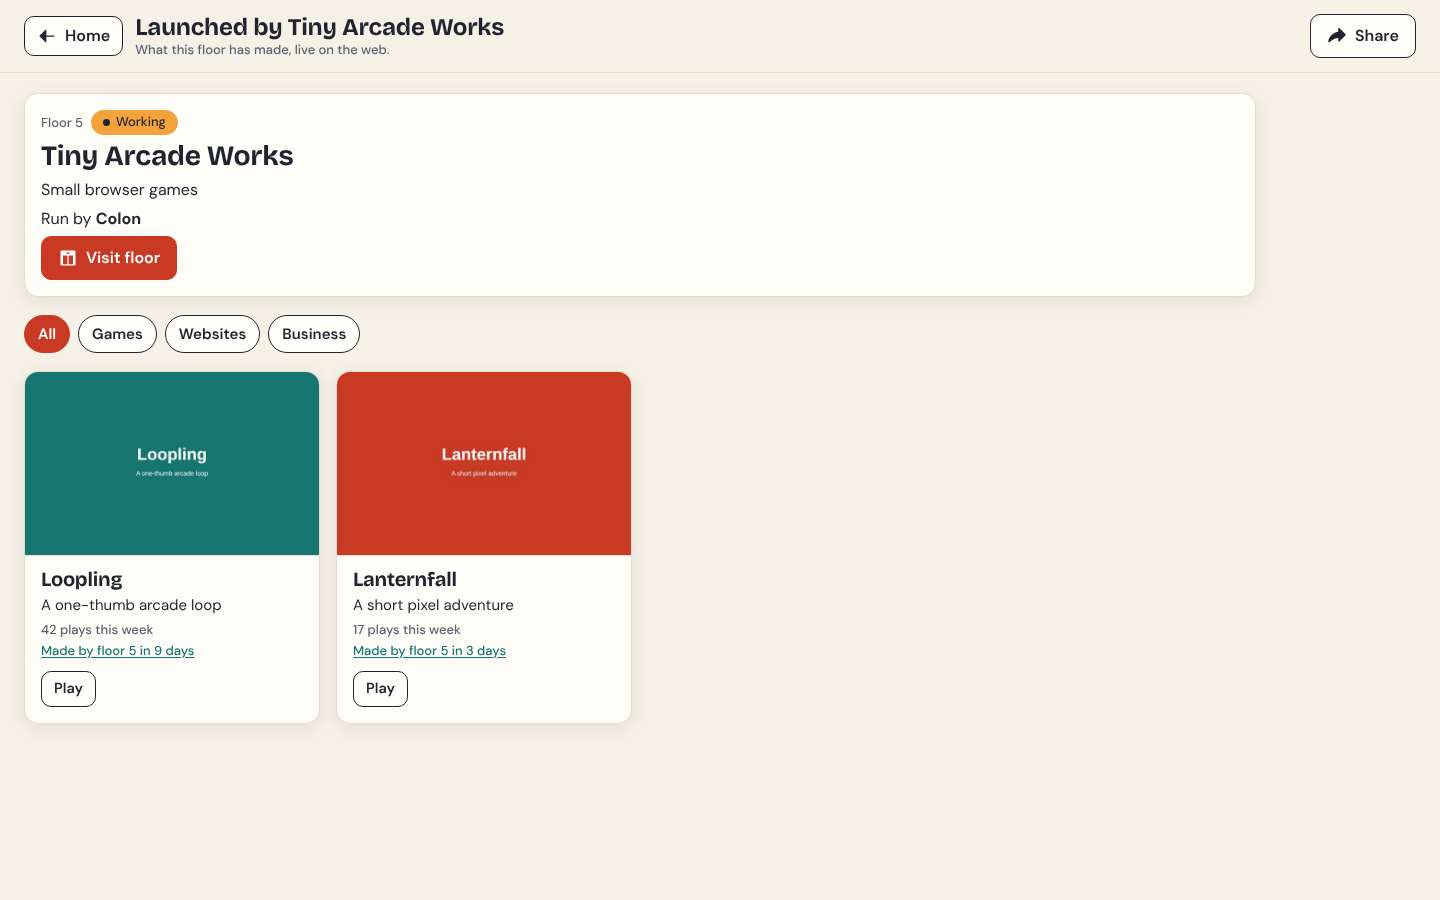 Home
Launched by Tiny Arcade Works
What this floor has made, live on the web.
Share
Floor 5
Working
Tiny Arcade Works
Small browser games
Run by Colon
Visit floor
All
Games
Websites
Business
Loopling
A one-thumb arcade loop
Loopling
A one-thumb arcade loop
42 plays this week
Made by floor 5 in 9 days
Play
Lanternfall
A short pixel adventure
Lanternfall
A short pixel adventure
17 plays this week
Made by floor 5 in 3 days
Play